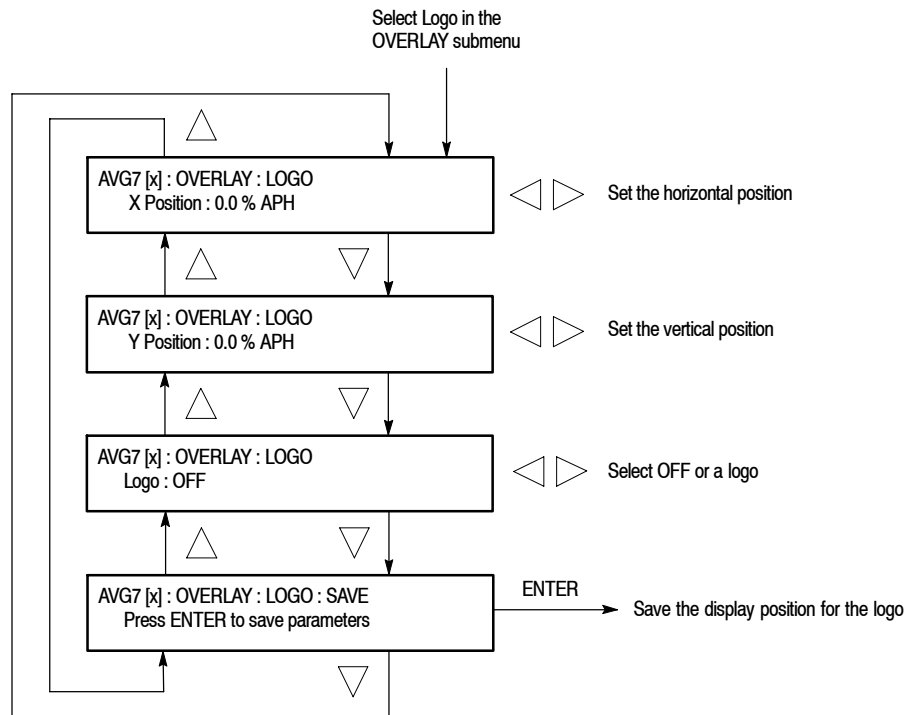 Select Logo in the
OVERLAY submenu
AVG7 [x] : OVERLAY : LOGO
X Position : 0.0 % APH
Set the horizontal position
AVG7 [x] : OVERLAY : LOGO
Y Position : 0.0 % APH
Set the vertical position
AVG7 [x] : OVERLAY : LOGO
Logo : OFF
Select OFF or a logo
AVG7 [x] : OVERLAY : LOGO : SAVE
Press ENTER to save parameters
ENTER
Save the display position for the logo